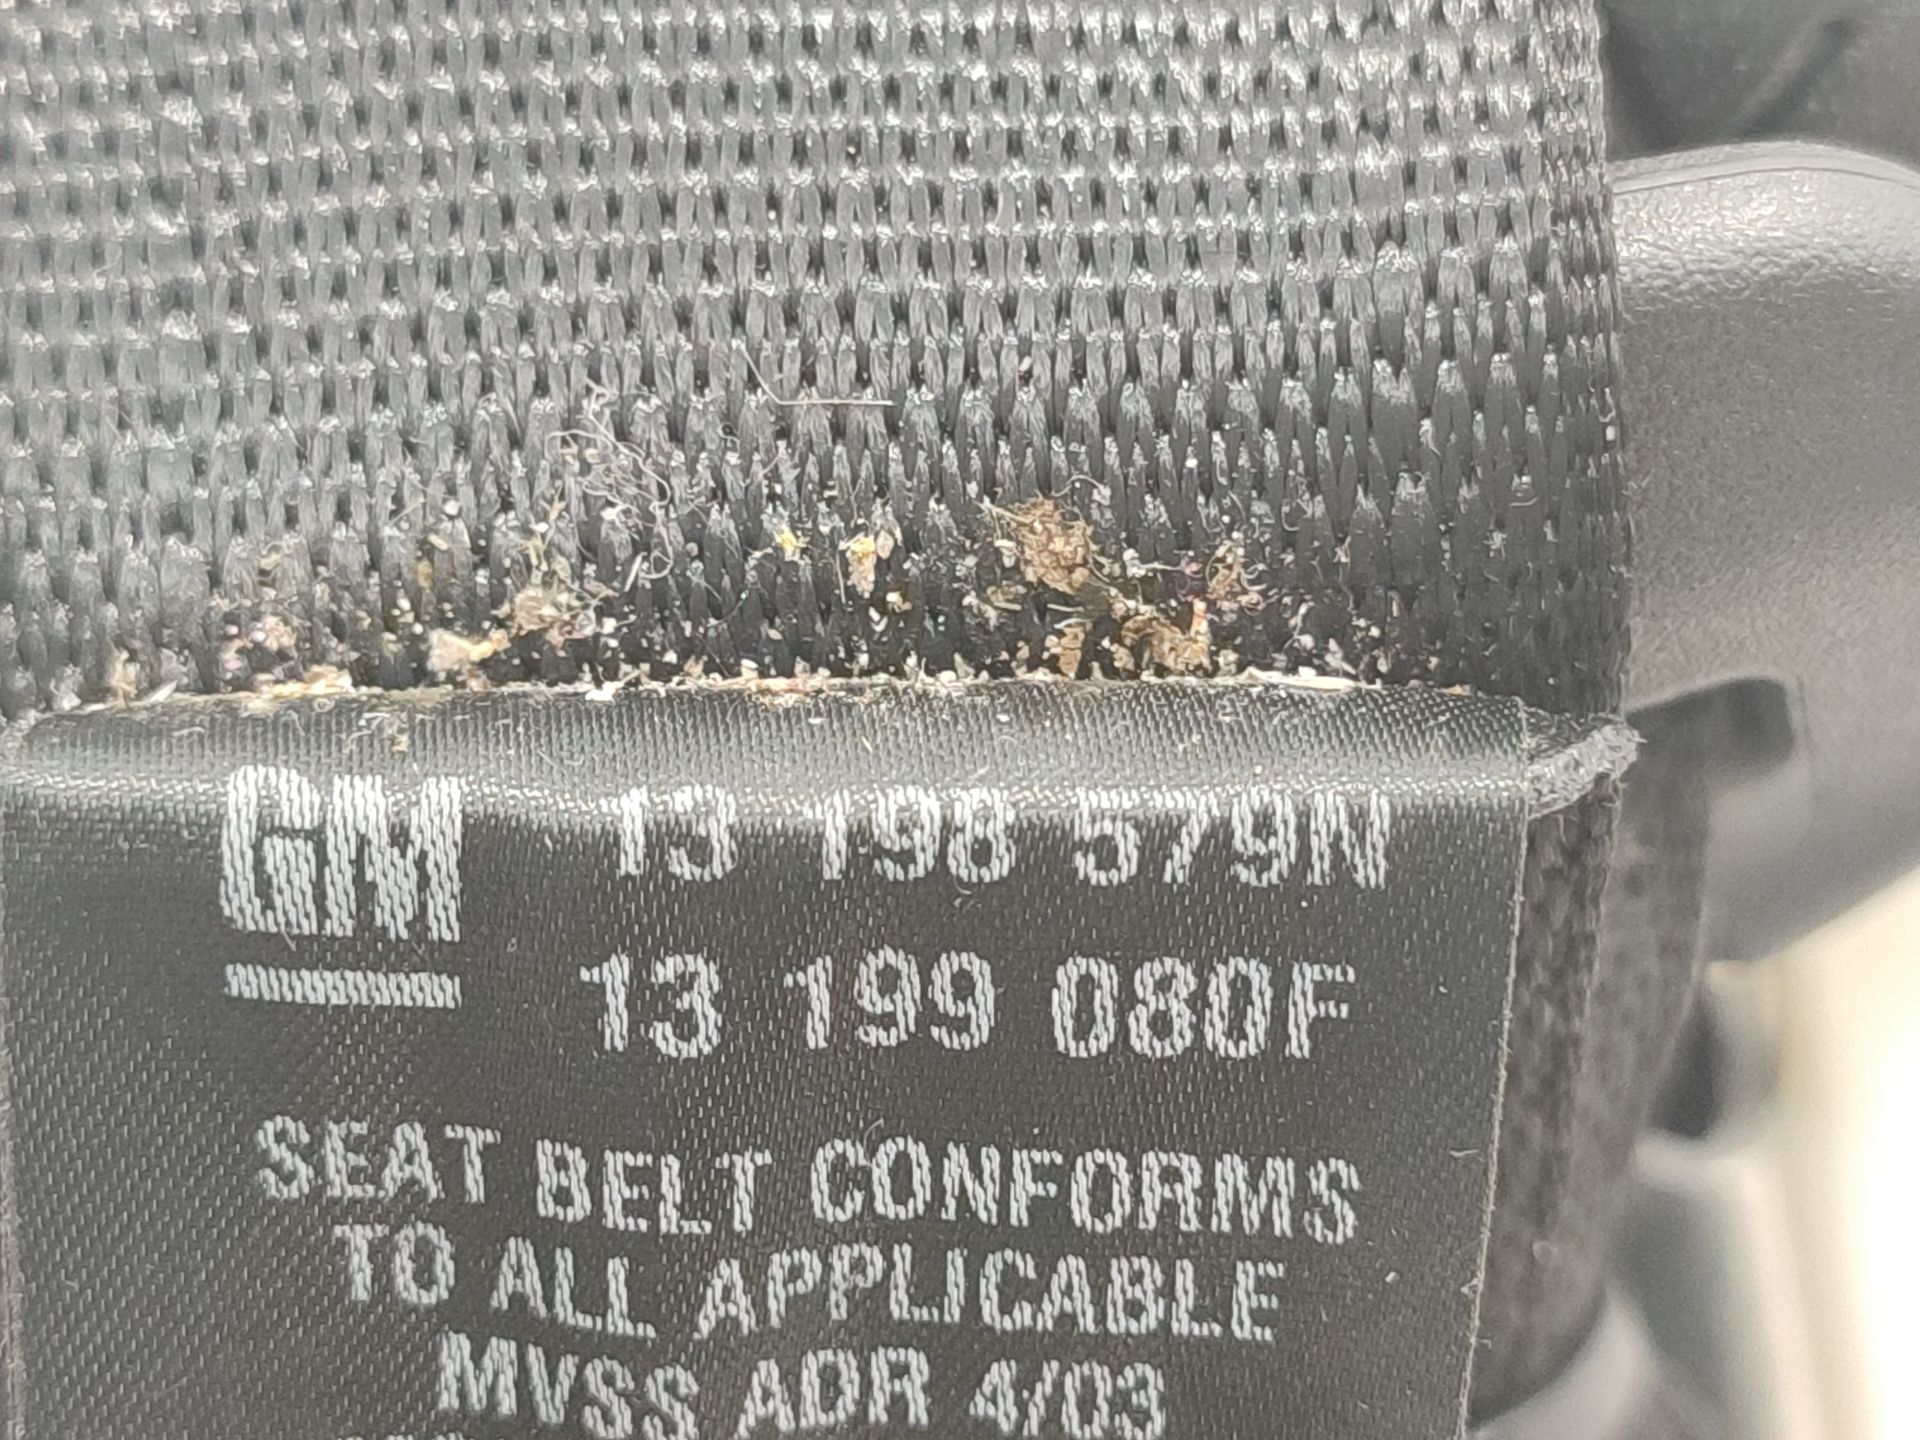 GM 13 198 579N
13 199 080F
SEAT BELT CONFORMS
TO ALL APPLICABLE
MVSS ADR 4/03